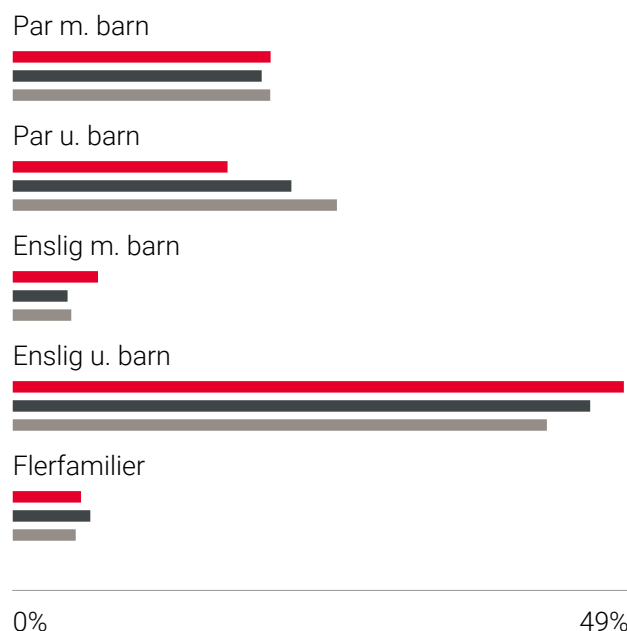 Par m. barn
Par u. barn
Enslig m. barn
Enslig u. barn
Flerfamilier
0% 49%